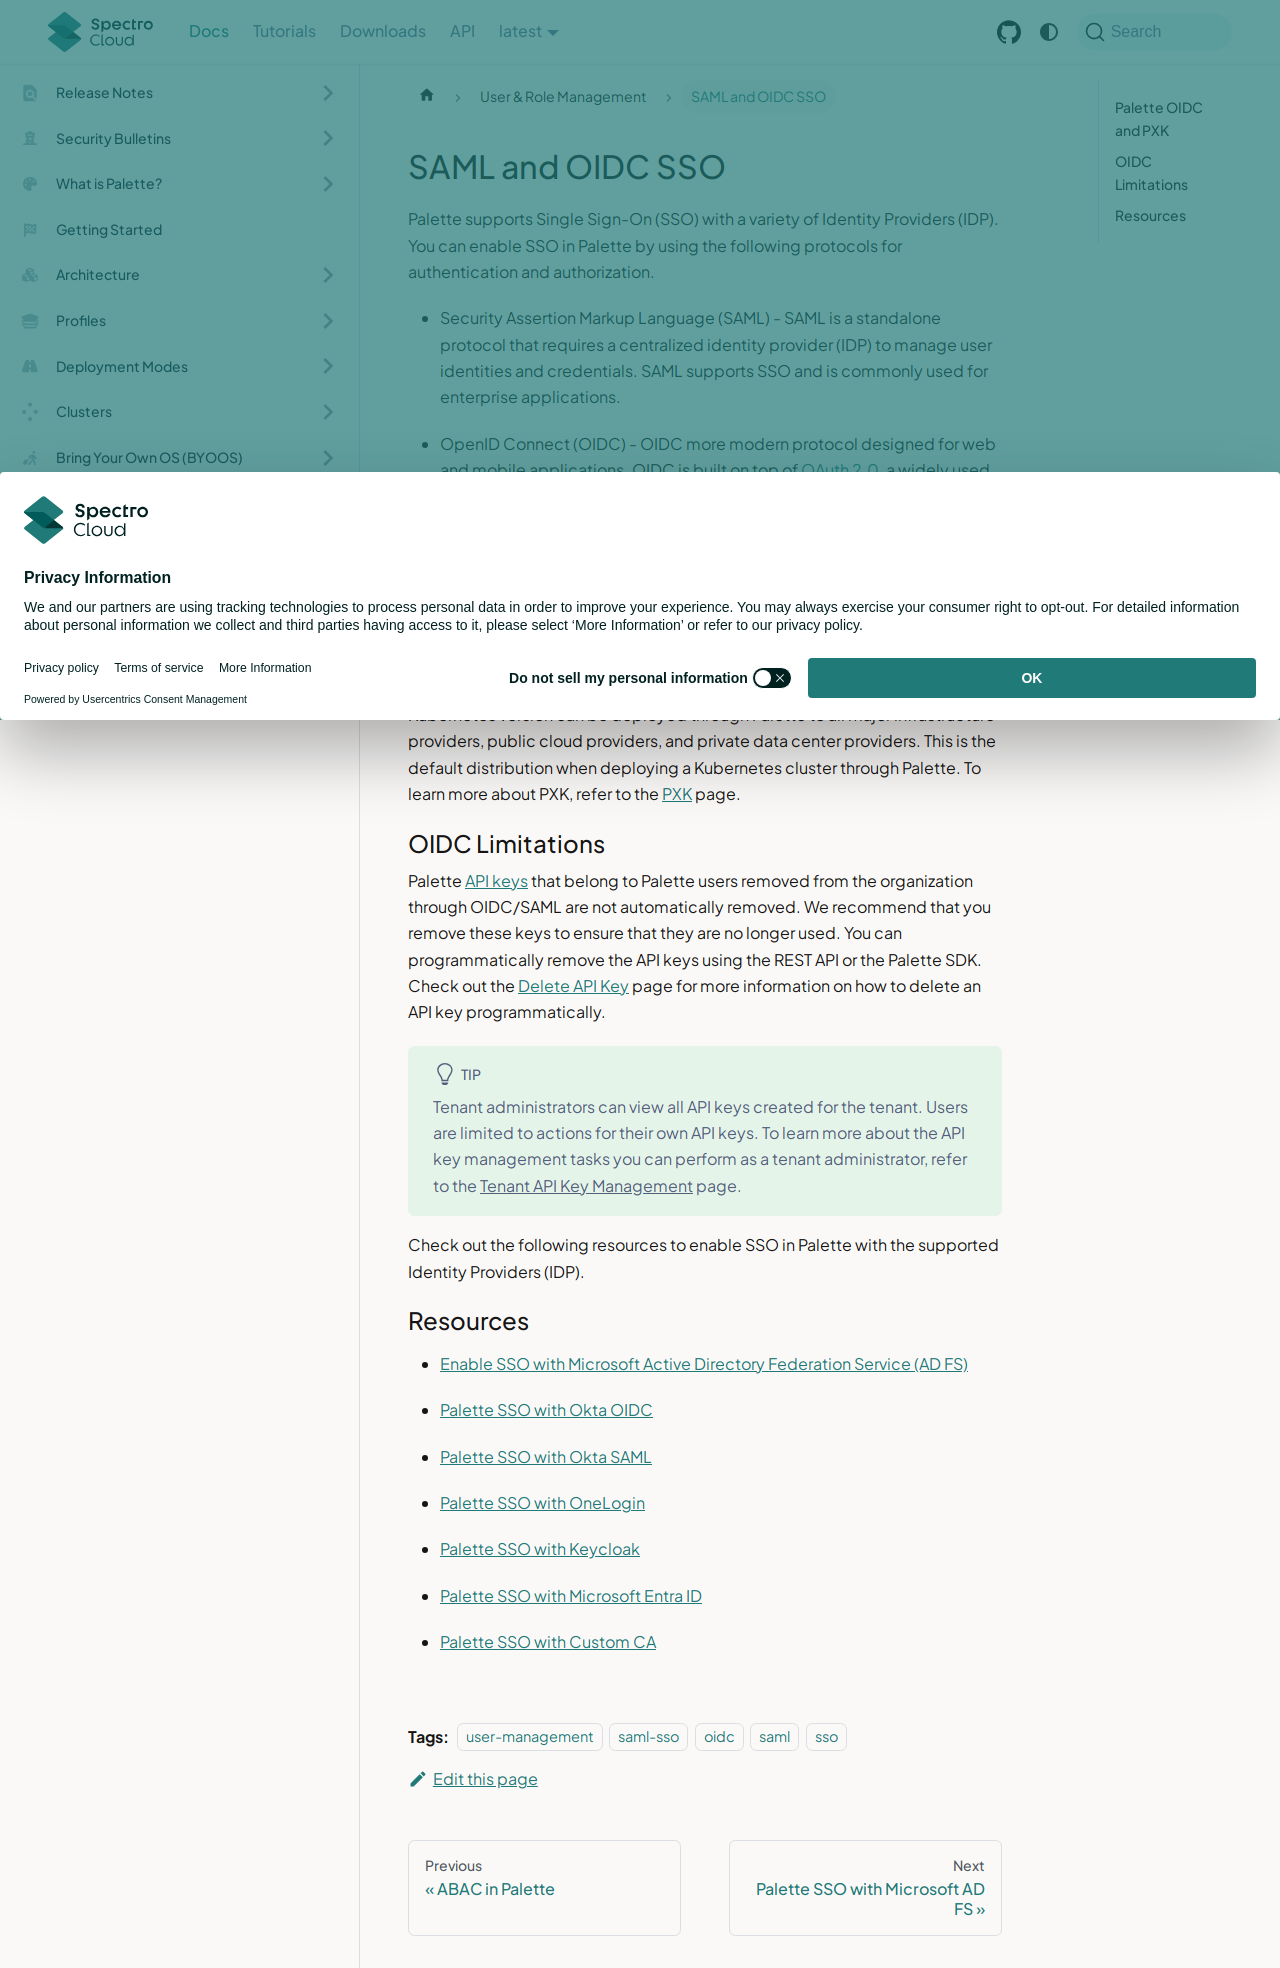 Spectro
Cloud
Docs
Tutorials
Downloads
API
latest
Search
Release Notes
Security Bulletins
What is Palette?
Getting Started
Architecture
Profiles
Deployment Modes
Clusters
Bring Your Own OS (BYOOS)
User & Role Management
SAML and OIDC SSO
Palette OIDC
and PXK
OIDC
Limitations
Resources
SAML and OIDC SSO
Palette supports Single Sign-On (SSO) with a variety of Identity Providers (IDP).
You can enable SSO in Palette by using the following protocols for
authentication and authorization.
Security Assertion Markup Language (SAML) - SAML is a standalone
protocol that requires a centralized identity provider (IDP) to manage user
identities and credentials. SAML supports SSO and is commonly used for
enterprise applications.
OpenID Connect (OIDC) - OIDC more modern protocol designed for web
and mobile applications. OIDC is built on top of OAuth 2.0, a widely used
Spectro
Cloud
Privacy Information
We and our partners are using tracking technologies to process personal data in order to improve your experience. You may always exercise your consumer right to opt-out. For detailed information
about personal information we collect and third parties having access to it, please select ‘More Information’ or refer to our privacy policy.
Privacy policy
Terms of service
More Information
Do not sell my personal information
OK
Powered by Usercentrics Consent Management
Kubernetes version can be deployed through Palette to all major infrastructure
providers, public cloud providers, and private data center providers. This is the
default distribution when deploying a Kubernetes cluster through Palette. To
learn more about PXK, refer to the PXK page.
OIDC Limitations
Palette API keys that belong to Palette users removed from the organization
through OIDC/SAML are not automatically removed. We recommend that you
remove these keys to ensure that they are no longer used. You can
programmatically remove the API keys using the REST API or the Palette SDK.
Check out the Delete API Key page for more information on how to delete an
API key programmatically.
TIP
Tenant administrators can view all API keys created for the tenant. Users
are limited to actions for their own API keys. To learn more about the API
key management tasks you can perform as a tenant administrator, refer
to the Tenant API Key Management page.
Check out the following resources to enable SSO in Palette with the supported
Identity Providers (IDP).
Resources
Enable SSO with Microsoft Active Directory Federation Service (AD FS)
Palette SSO with Okta OIDC
Palette SSO with Okta SAML
Palette SSO with OneLogin
Palette SSO with Keycloak
Palette SSO with Microsoft Entra ID
Palette SSO with Custom CA
Tags: user-management saml-sso oidc saml sso
Edit this page
Previous
« ABAC in Palette
Next
Palette SSO with Microsoft AD
FS »